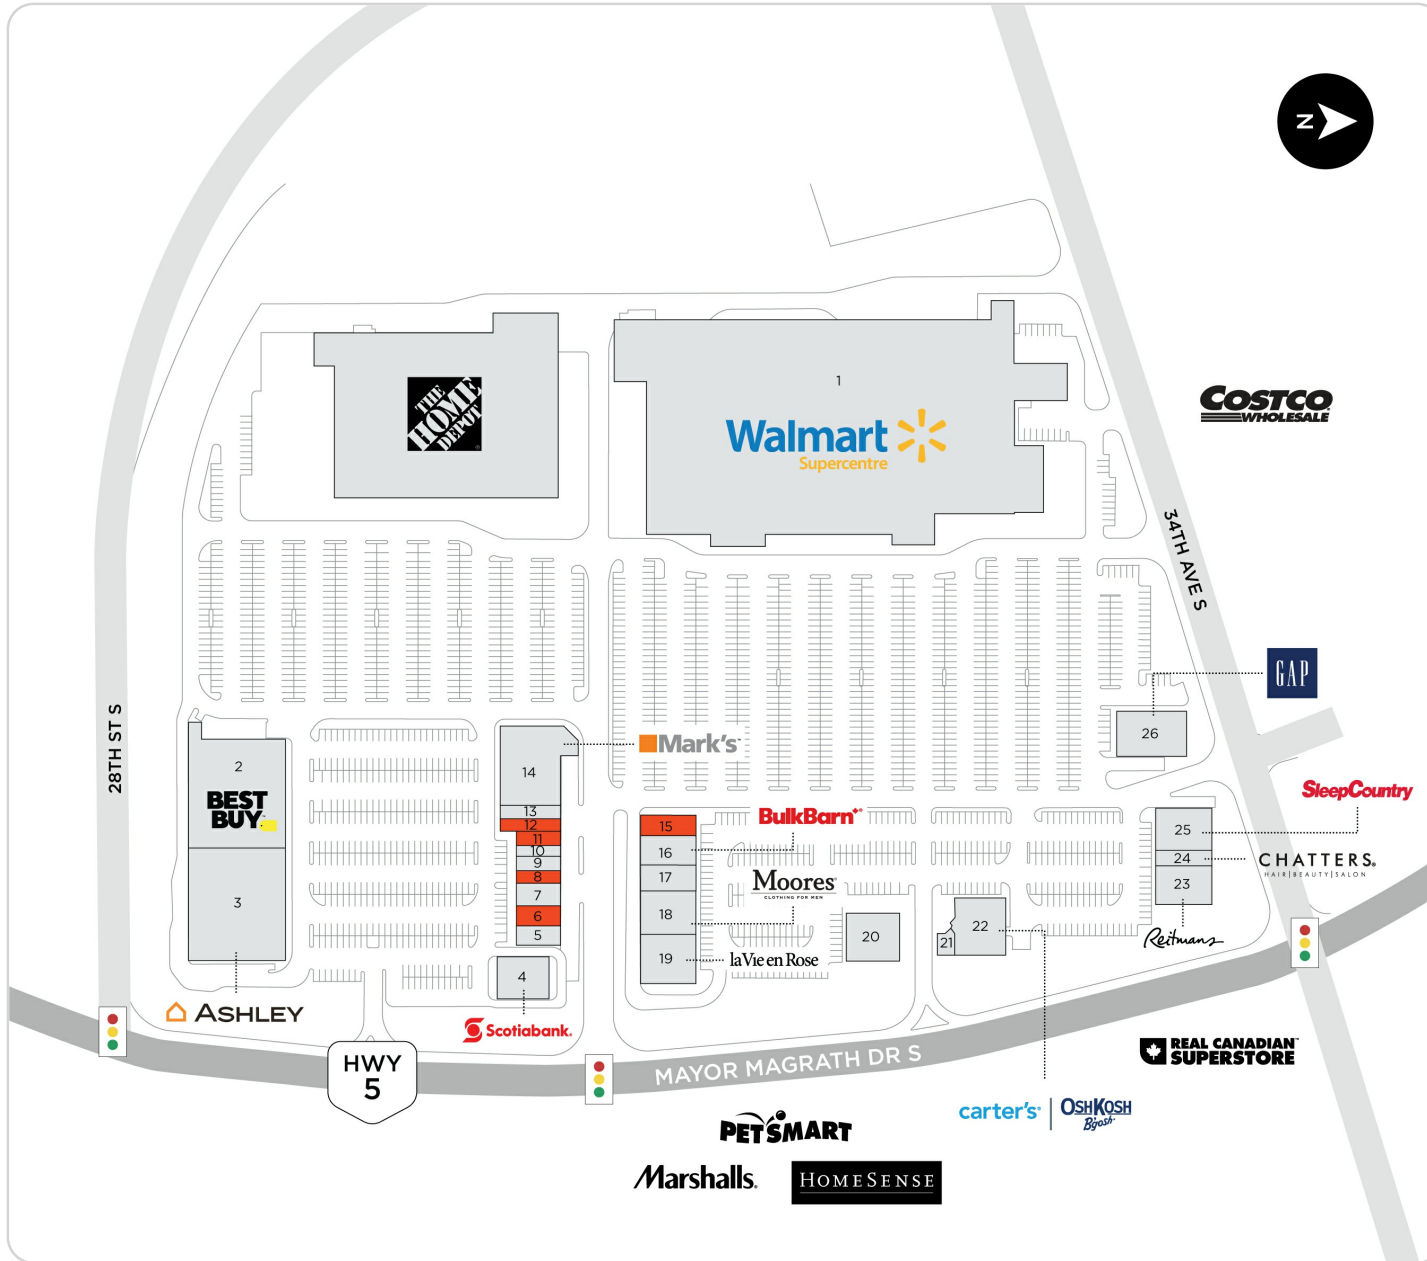 N
THE
HOME
DEPOT
1
Walmart
Supercentre
COSTCO
WHOLESALE
34TH AVE S
28TH ST S
GAP
26
Mark's
14
2
BEST
BUY
3
13
12
11
10
9
8
7
6
5
4
15
16
17
18
19
BulkBarn
Moores
CLOTHING FOR MEN
la Vie en Rose
20
21
22
25
24
23
SleepCountry
CHATTERS
HAIR | BEAUTY | SALON
Reitmans
ASHLEY
Scotiabank
HWY
5
MAYOR MAGRATH DR S
REAL CANADIAN
SUPERSTORE
carter's
OSHKOSH
B'gosh
PETSMART
Marshalls
HOMESENSE